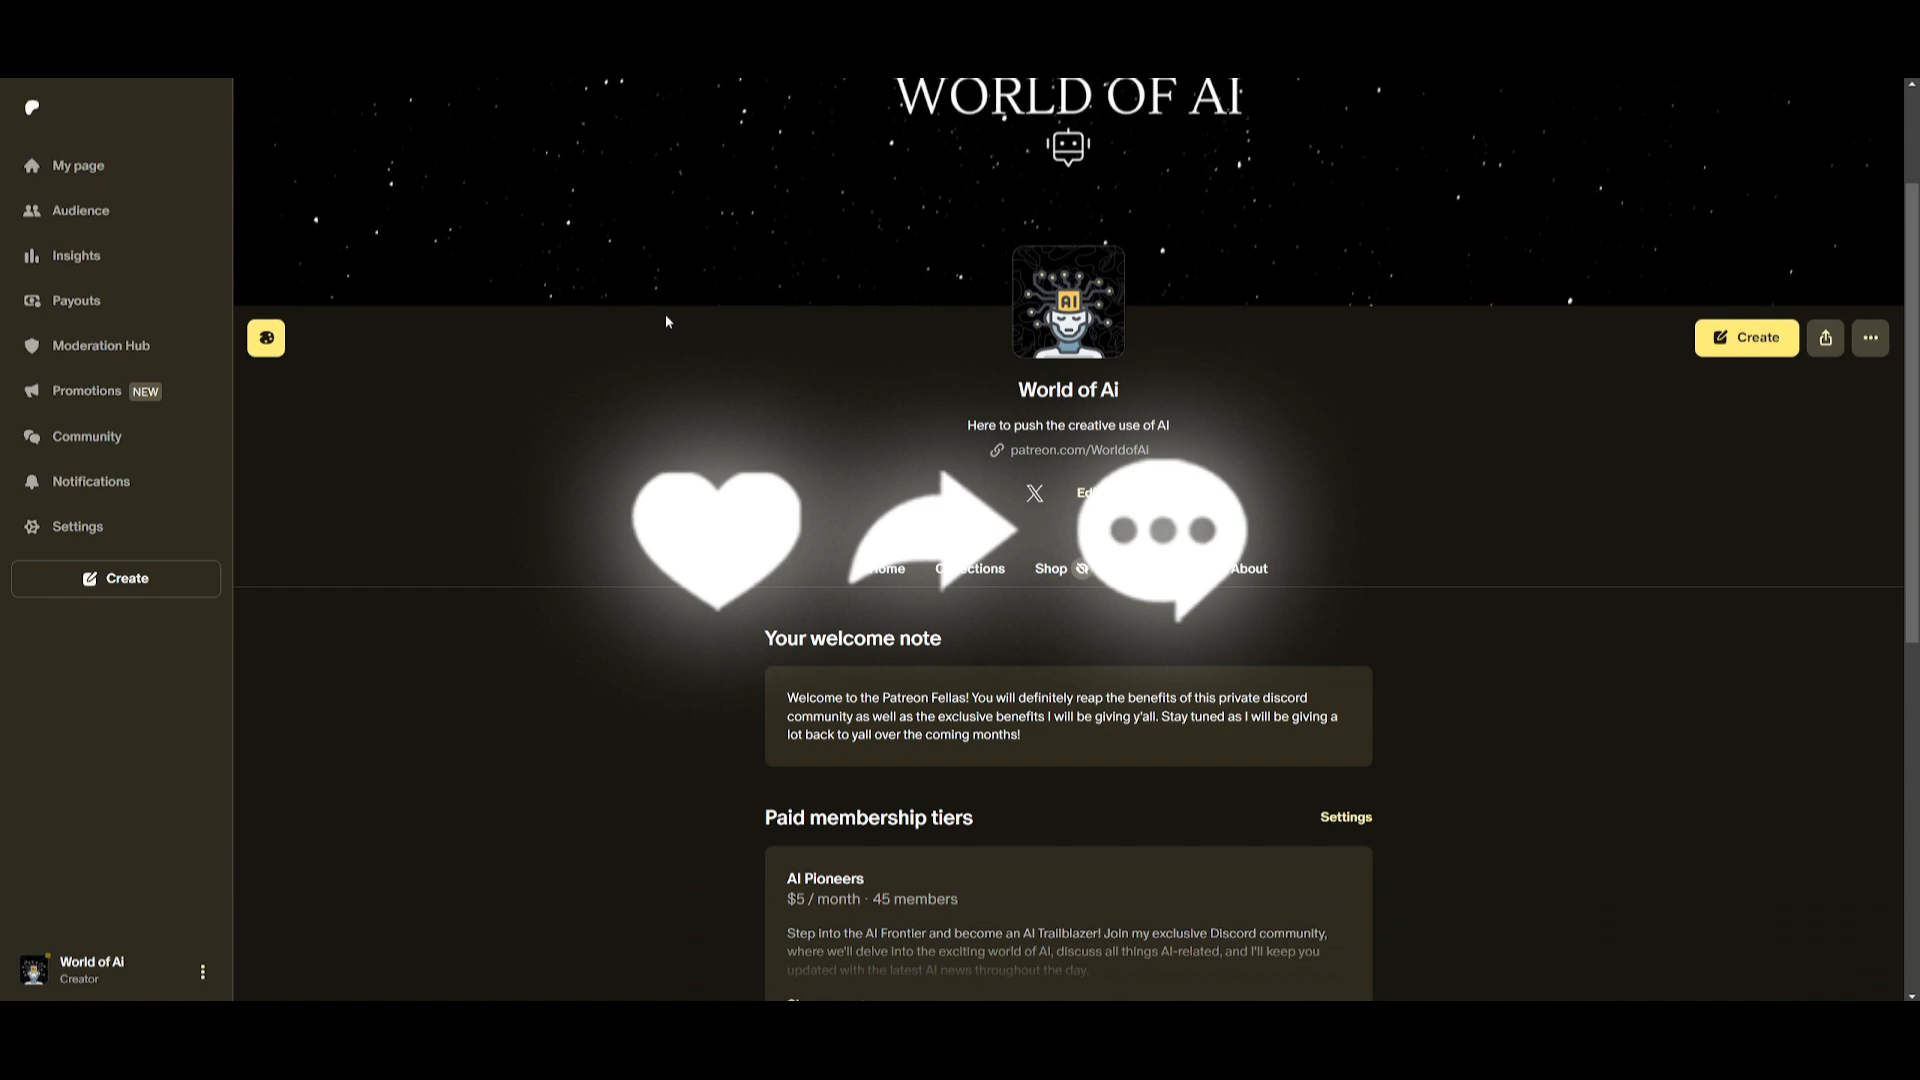 WORLD OF AI
My page
Audience
Insights
Payouts
Moderation Hub
Promotions NEW
Community
Notifications
Settings
Create
World of Ai
Creator
AI
Create
World of Ai
Here to push the creative use of AI
patreon.com/WorldofAI
Shop
About
Your welcome note
Welcome to the Patreon Fellas! You will definitely reap the benefits of this private discord
community as well as the exclusive benefits I will be giving y'all. Stay tuned as I will be giving a
lot back to yall over the coming months!
Paid membership tiers
Settings
AI Pioneers
$5 / month · 45 members
Step into the AI Frontier and become an AI Trailblazer! Join my exclusive Discord community,
where we'll delve into the exciting world of AI, discuss all things AI-related, and I'll keep you
updated with the latest AI news throughout the day.